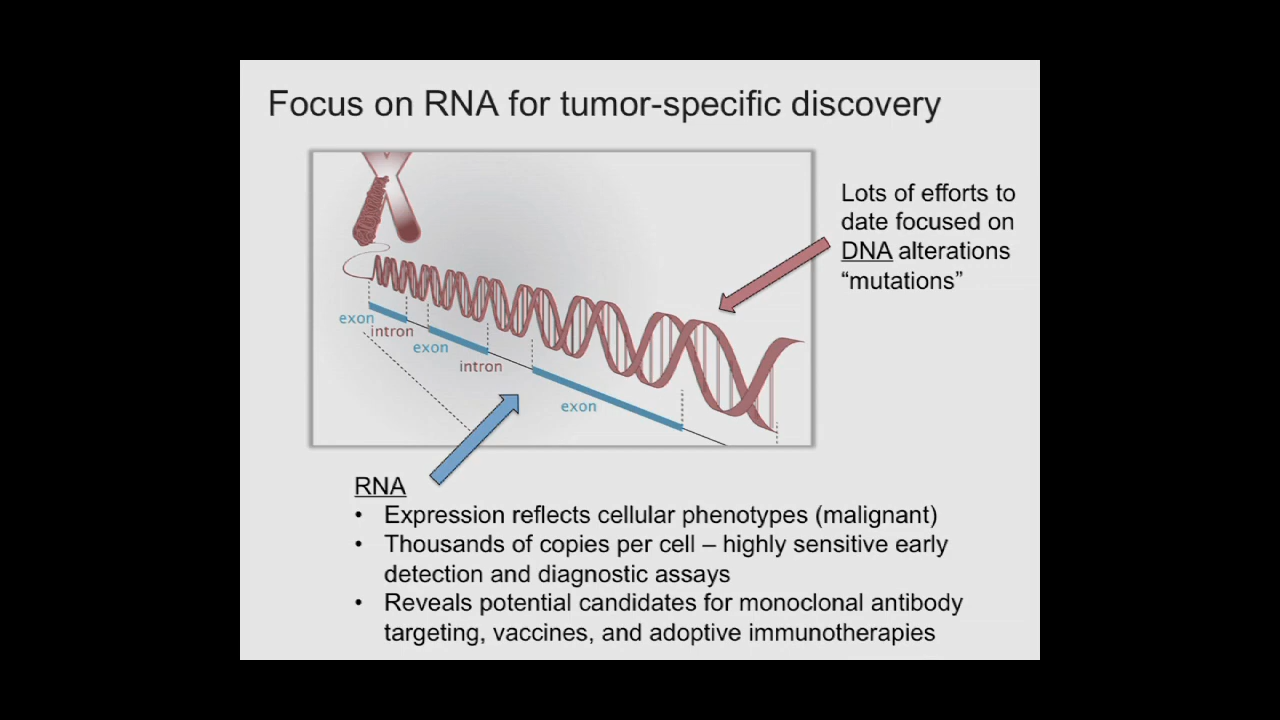 Focus on RNA for tumor-specific discovery
Lots of efforts to
date focused on
DNA alterations
“mutations”
exon
intron
exon
intron
exon
RNA
• Expression reflects cellular phenotypes (malignant)
• Thousands of copies per cell – highly sensitive early
detection and diagnostic assays
• Reveals potential candidates for monoclonal antibody
targeting, vaccines, and adoptive immunotherapies